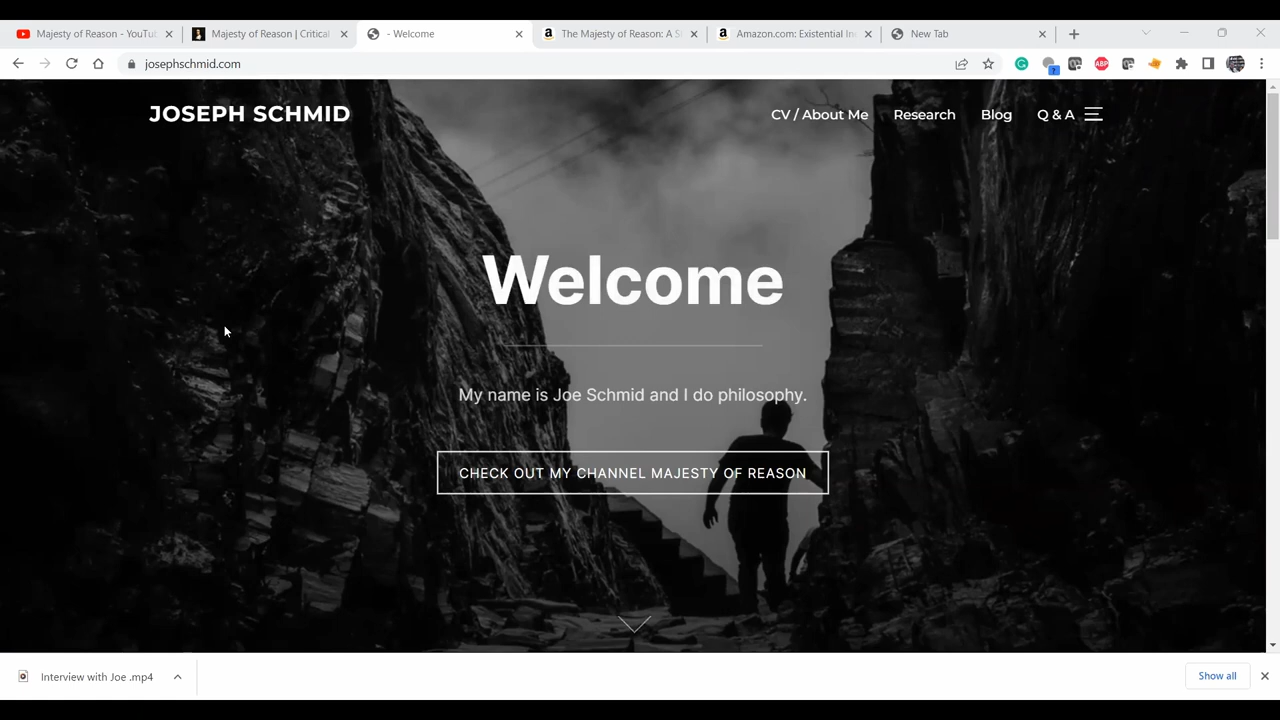 Majesty of Reason - YouTu
Majesty of Reason | Critical
- Welcome
The Majesty of Reason: A S
Amazon.com: Existential Ine
New Tab
josephschmid.com
ABP
?
JOSEPH SCHMID
CV / About Me
Research
Blog
Q & A
Welcome
My name is Joe Schmid and I do philosophy.
CHECK OUT MY CHANNEL MAJESTY OF REASON
Interview with Joe .mp4
Show all